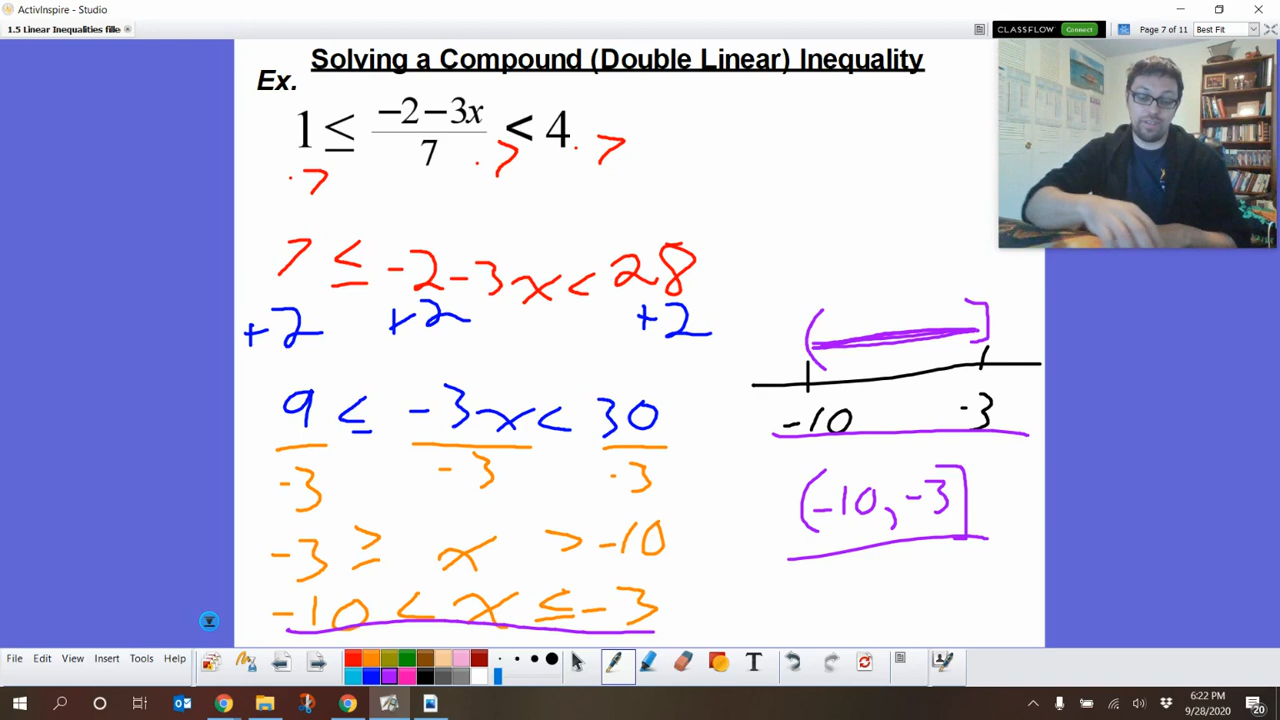 ActivInspire - Studio
1.5 Linear Inequalities fille
CLASSFLOW Connect Page 7 of 11 Best Fit
Solving a Compound (Double Linear) Inequality
Ex.
1 ≤ (−2−3x)/7 < 4 · 7
· 7 · 7
7 ≤ -2-3x < 28
+2 +2 +2
9 ≤ -3x < 30
-3 -3 -3
-3 ≥ x > -10
-10 < x ≤ -3
( ]
-10 -3
(-10, -3]
File Edit View Insert Tools Help
T
6:22 PM
9/28/2020
20